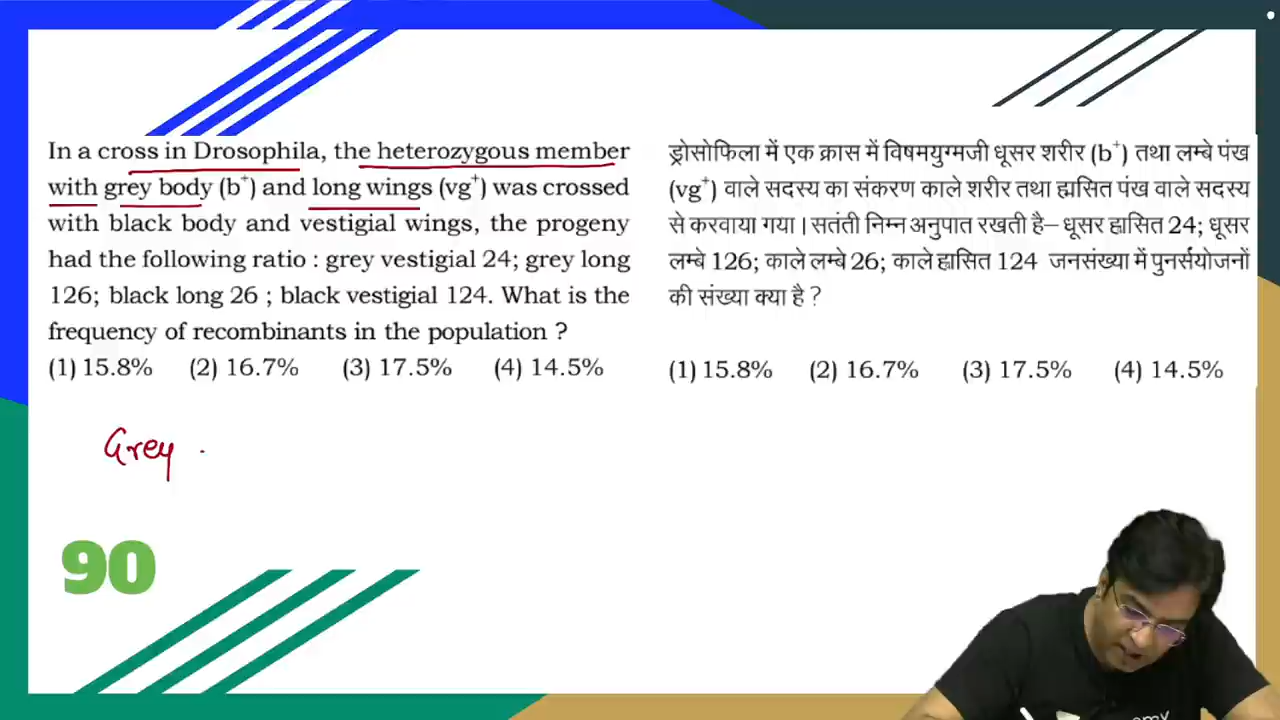 In a cross in Drosophila, the heterozygous member
with grey body (b⁺) and long wings (vg⁺) was crossed
with black body and vestigial wings, the progeny
had the following ratio : grey vestigial 24; grey long
126; black long 26 ; black vestigial 124. What is the
frequency of recombinants in the population ?
(1) 15.8% (2) 16.7% (3) 17.5% (4) 14.5%
ड्रोसोफिला में एक क्रास में विषमयुग्मजी धूसर शरीर (b⁺) तथा लम्बे पंख
(vg⁺) वाले सदस्य का संकरण काले शरीर तथा ह्मसित पंख वाले सदस्य
से करवाया गया। सतंती निम्न अनुपात रखती है– धूसर ह्मसित 24; धूसर
लम्बे 126; काले लम्बे 26; काले ह्मसित 124 जनसंख्या में पुनर्संयोजनों
की संख्या क्या है ?
(1) 15.8% (2) 16.7% (3) 17.5% (4) 14.5%
Grey
90